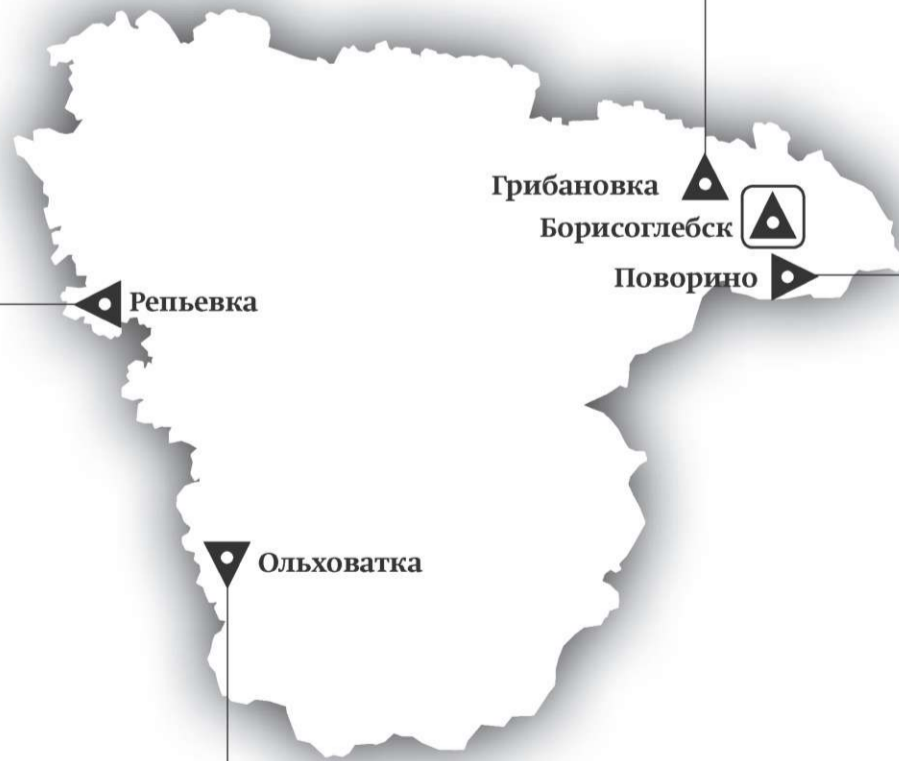 Грибановка
Борисоглебск
Поворино
Репьевка
Ольховатка